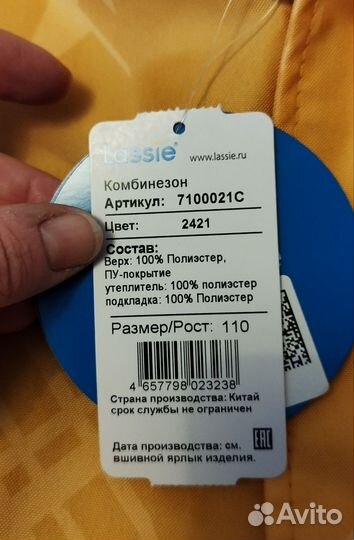 Lassie®
www.lassie.ru
Комбинезон
Артикул: 7100021C
Цвет: 2421
Состав:
Верх: 100% Полиэстер,
ПУ-покрытие
утеплитель: 100% полиэстер
подкладка: 100% Полиэстер
Размер/Рост: 110
4 657798 023238
Страна производства: Китай
срок службы не ограничен
Дата производства: см.
вшивной ярлык изделия.
EAC
Avito